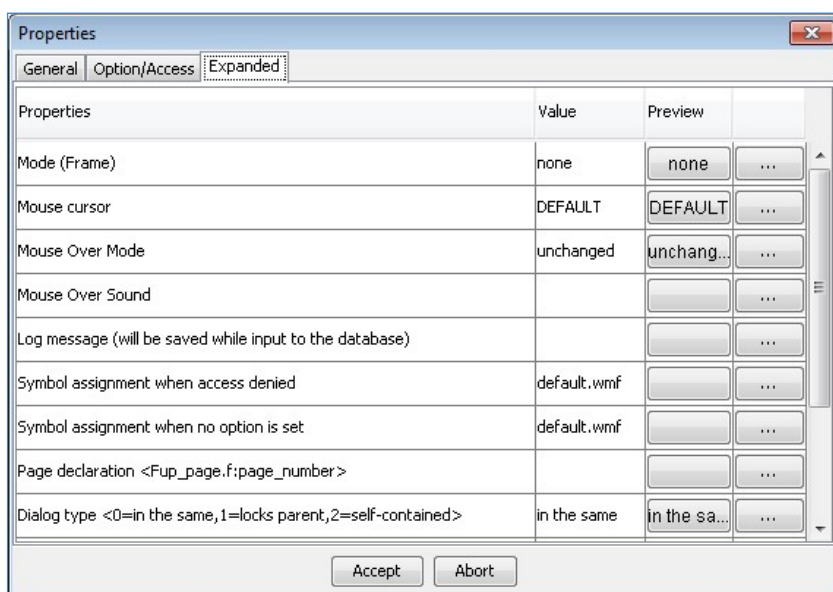 Properties
General Option/Access Expanded
Properties Value Preview
Mode (Frame) none none ...
Mouse cursor DEFAULT DEFAULT ...
Mouse Over Mode unchanged unchang... ...
Mouse Over Sound ...
Log message (will be saved while input to the database) ...
Symbol assignment when access denied default.wmf ...
Symbol assignment when no option is set default.wmf ...
Page declaration <Fup_page.f:page_number> ...
Dialog type <0=in the same,1=locks parent,2=self-contained> in the same in the sa... ...
Accept Abort